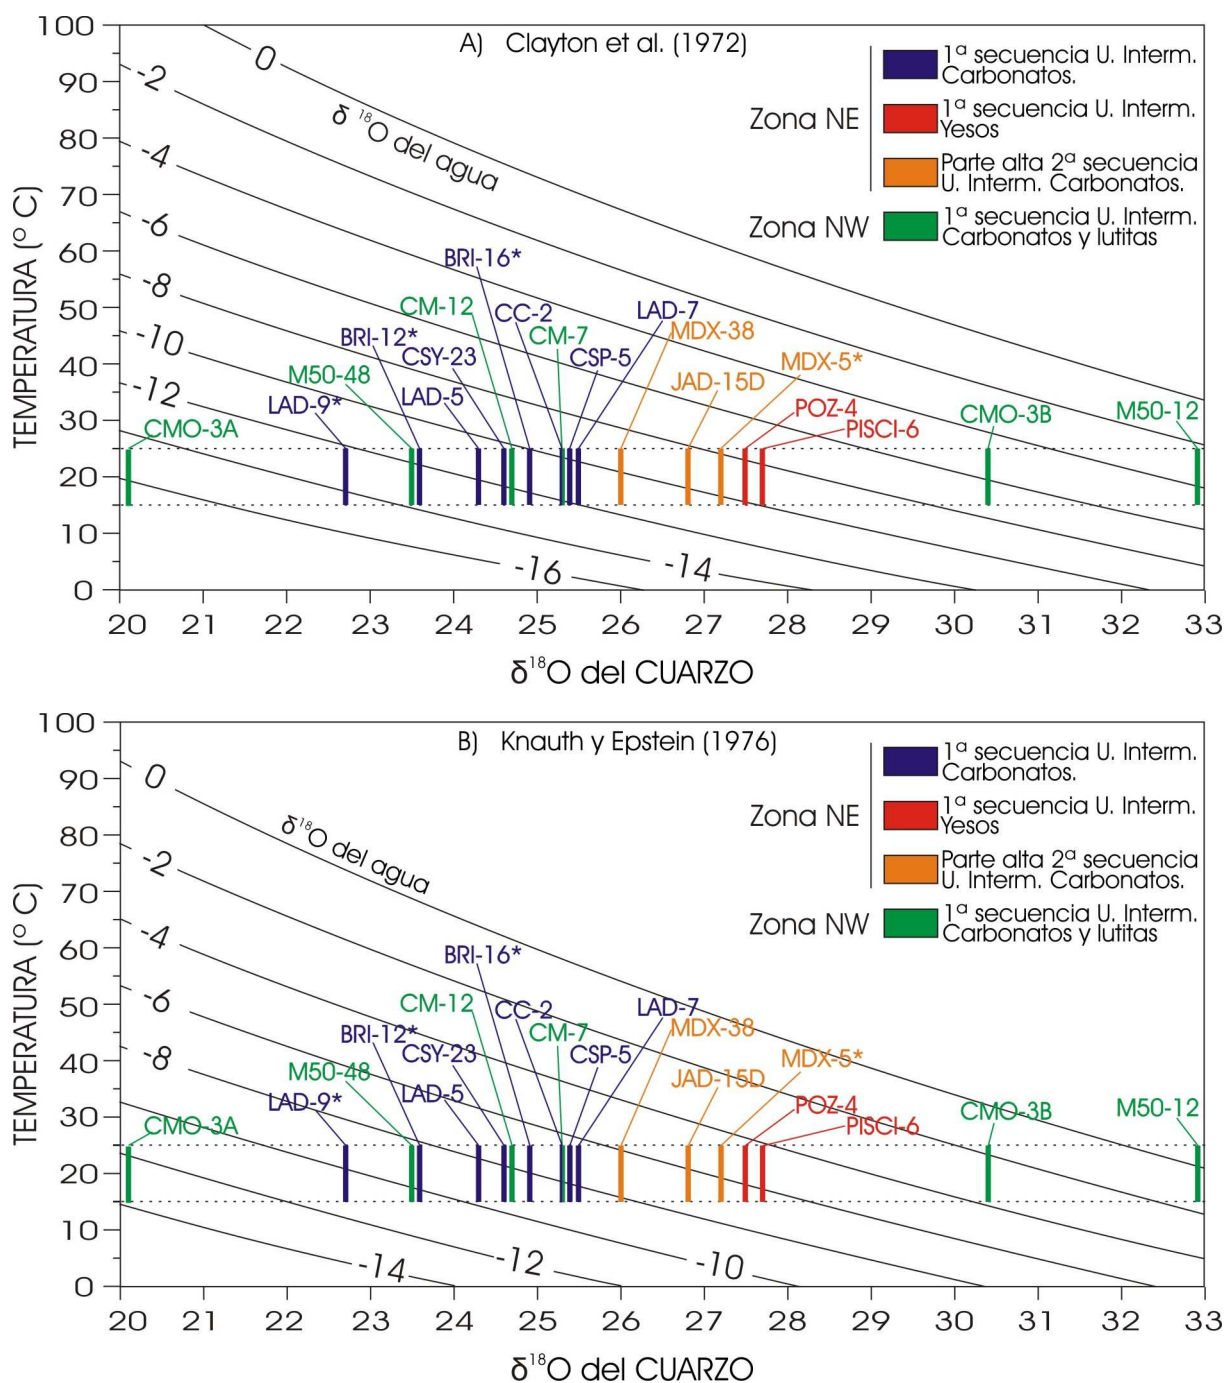 A) Clayton et al. (1972)
TEMPERATURA (º C)
100
90
80
70
60
50
40
30
20
10
0
0
-2
-4
-6
-8
-10
-12
-14
-16
δ ¹⁸O del agua
Zona NE
1ª secuencia U. Interm.
Carbonatos.
1ª secuencia U. Interm.
Yesos
Parte alta 2ª secuencia
U. Interm. Carbonatos.
Zona NW
1ª secuencia U. Interm.
Carbonatos y lutitas
BRI-16*
CM-12
CC-2
LAD-7
BRI-12*
CSY-23
CM-7
MDX-38
CSP-5
MDX-5*
M50-48
LAD-5
JAD-15D
LAD-9*
POZ-4
CMO-3B
M50-12
CMO-3A
PISCI-6
20 21 22 23 24 25 26 27 28 29 30 31 32 33
δ¹⁸O del CUARZO
B) Knauth y Epstein (1976)
TEMPERATURA (º C)
100
90
80
70
60
50
40
30
20
10
0
0
-2
-4
-6
-8
-10
-12
-14
δ¹⁸O del agua
Zona NE
1ª secuencia U. Interm.
Carbonatos.
1ª secuencia U. Interm.
Yesos
Parte alta 2ª secuencia
U. Interm. Carbonatos.
Zona NW
1ª secuencia U. Interm.
Carbonatos y lutitas
BRI-16*
CM-12
CC-2
LAD-7
BRI-12*
CSY-23
CM-7
MDX-38
CSP-5
MDX-5*
M50-48
LAD-5
JAD-15D
LAD-9*
POZ-4
CMO-3B
M50-12
CMO-3A
PISCI-6
20 21 22 23 24 25 26 27 28 29 30 31 32 33
δ¹⁸O del CUARZO